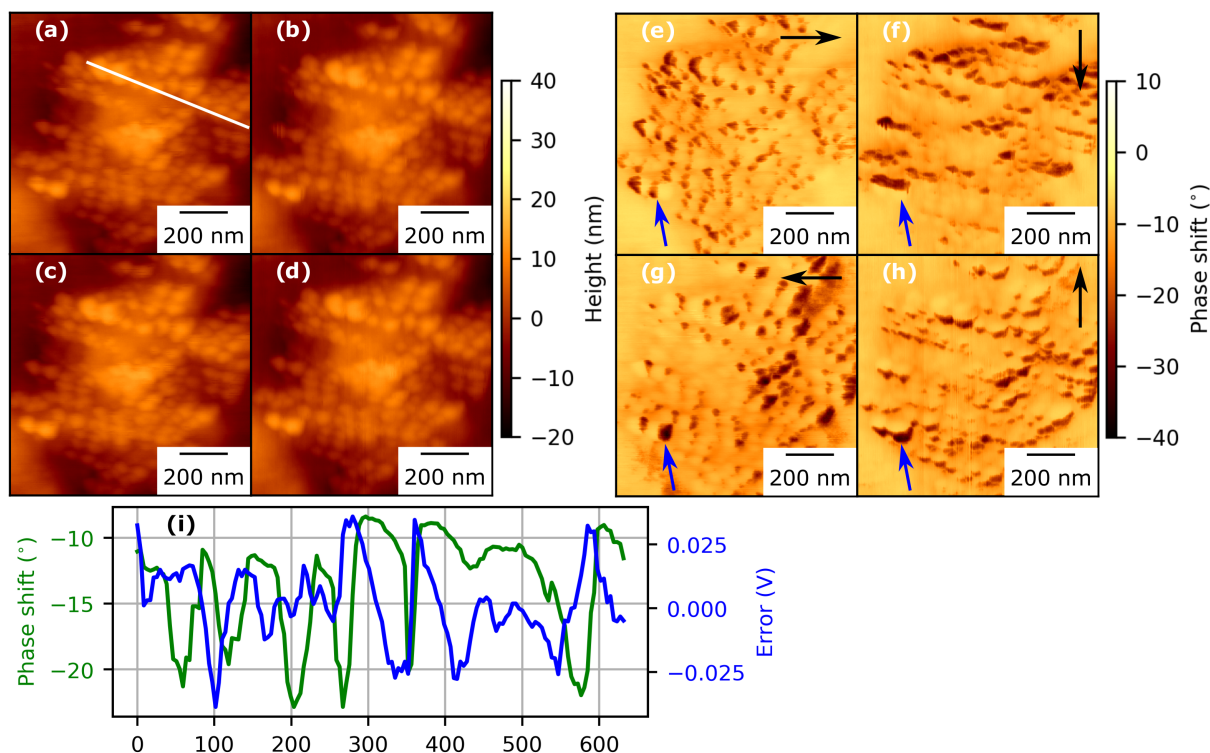 (a)
(b)
(c)
(d)
200 nm
200 nm
200 nm
200 nm
40
30
20
10
0
−10
−20
Height (nm)
(e)
(f)
(g)
(h)
200 nm
200 nm
200 nm
200 nm
10
0
−10
−20
−30
−40
Phase shift (°)
(i)
−10
−15
−20
Phase shift (°)
0.025
0.000
−0.025
Error (V)
0 100 200 300 400 500 600